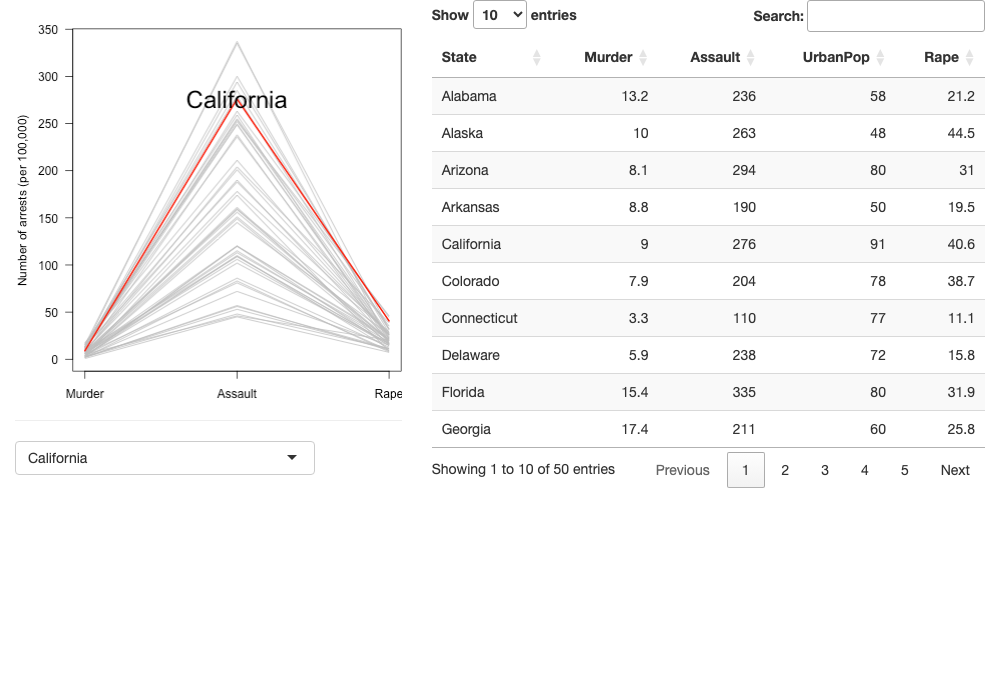 Number of arrests (per 100,000)
350
300
250
200
150
100
50
0
California
Murder Assault Rape
California
Show 10 entries Search:
State Murder Assault UrbanPop Rape
Alabama 13.2 236 58 21.2
Alaska 10 263 48 44.5
Arizona 8.1 294 80 31
Arkansas 8.8 190 50 19.5
California 9 276 91 40.6
Colorado 7.9 204 78 38.7
Connecticut 3.3 110 77 11.1
Delaware 5.9 238 72 15.8
Florida 15.4 335 80 31.9
Georgia 17.4 211 60 25.8
Showing 1 to 10 of 50 entries Previous 1 2 3 4 5 Next